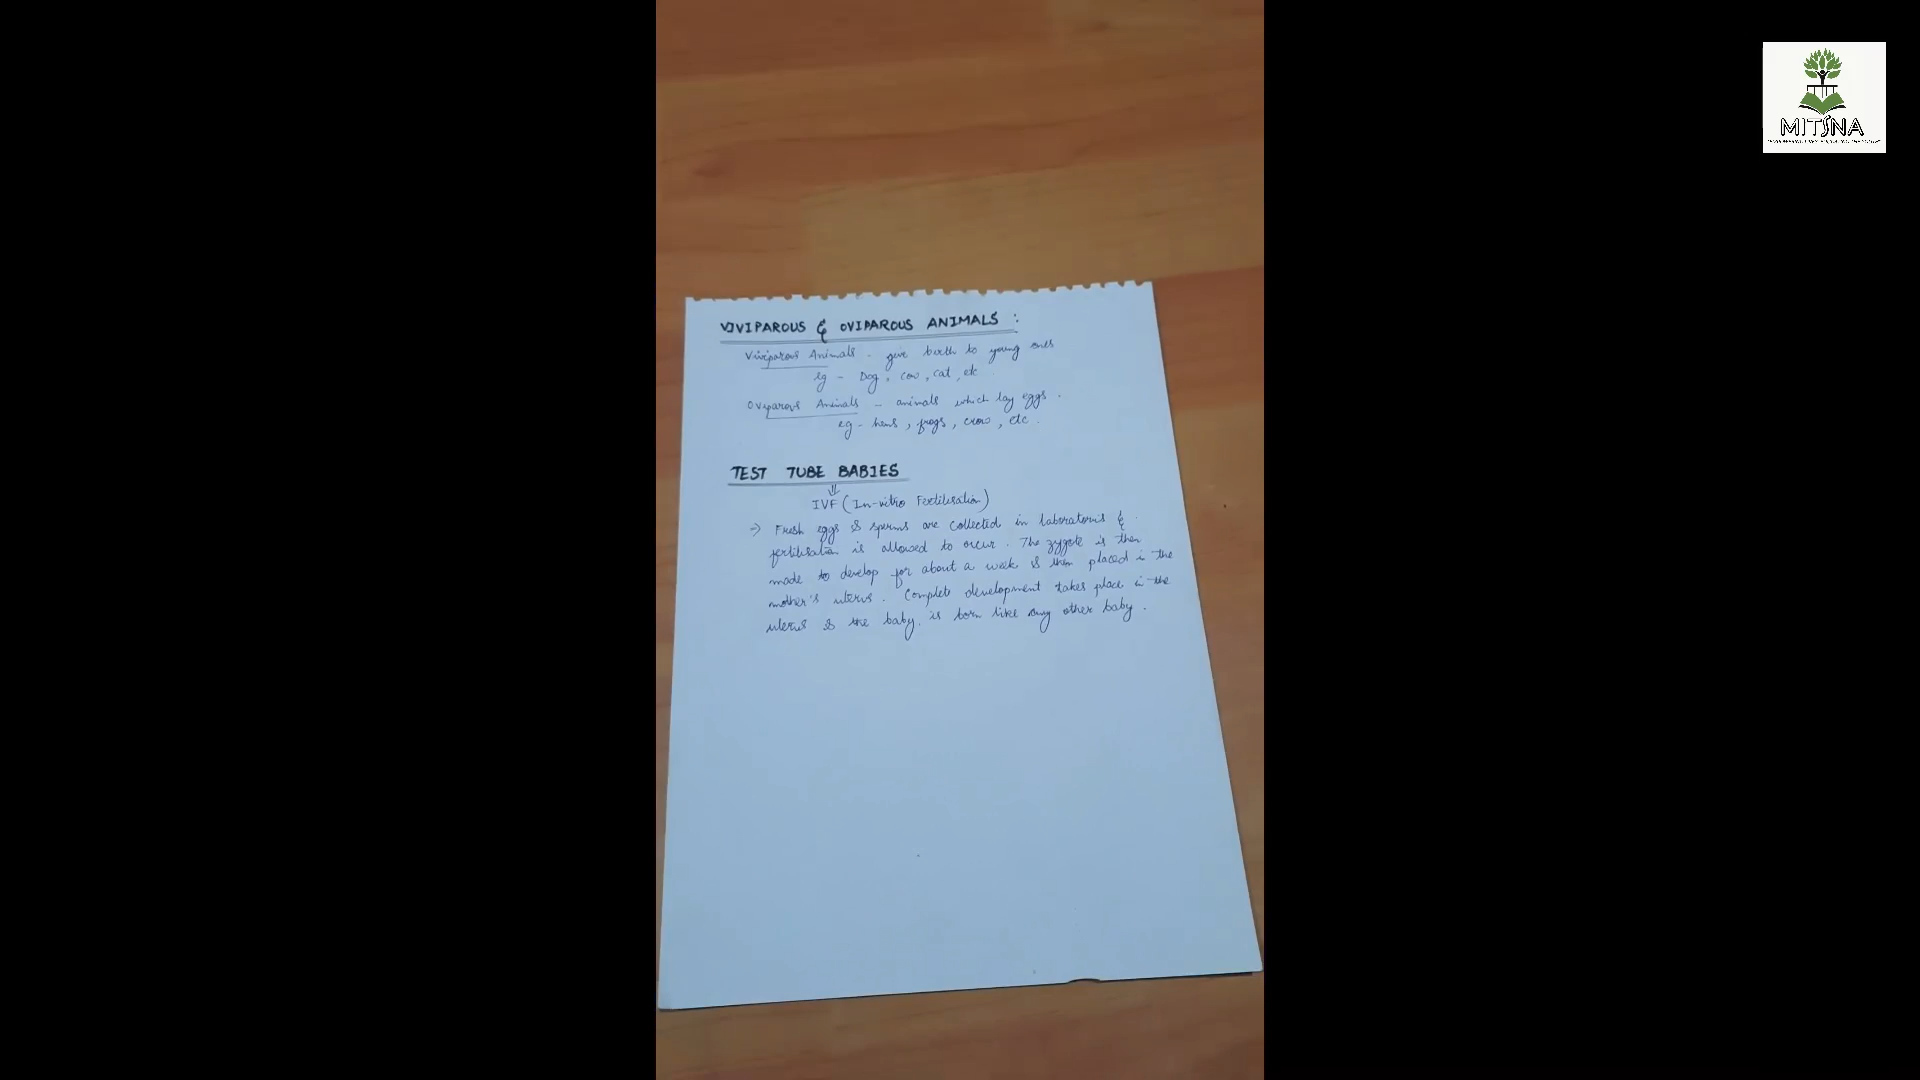 MITSNA
VIVIPAROUS & OVIPAROUS ANIMALS :
Viviparous Animals - give birth to young ones
eg - Dog, cow, cat, etc
Oviparous Animals - animals which lay eggs.
eg - hens, frogs, crow, etc.
TEST TUBE BABIES
⇓
IVF (In-vitro Fertilisation)
→ Fresh eggs & sperms are collected in laboratories &
fertilisation is allowed to occur. The zygote is then
made to develop for about a week & then placed in the
mother's uterus. Complete development takes place in the
uterus & the baby is born like any other baby.